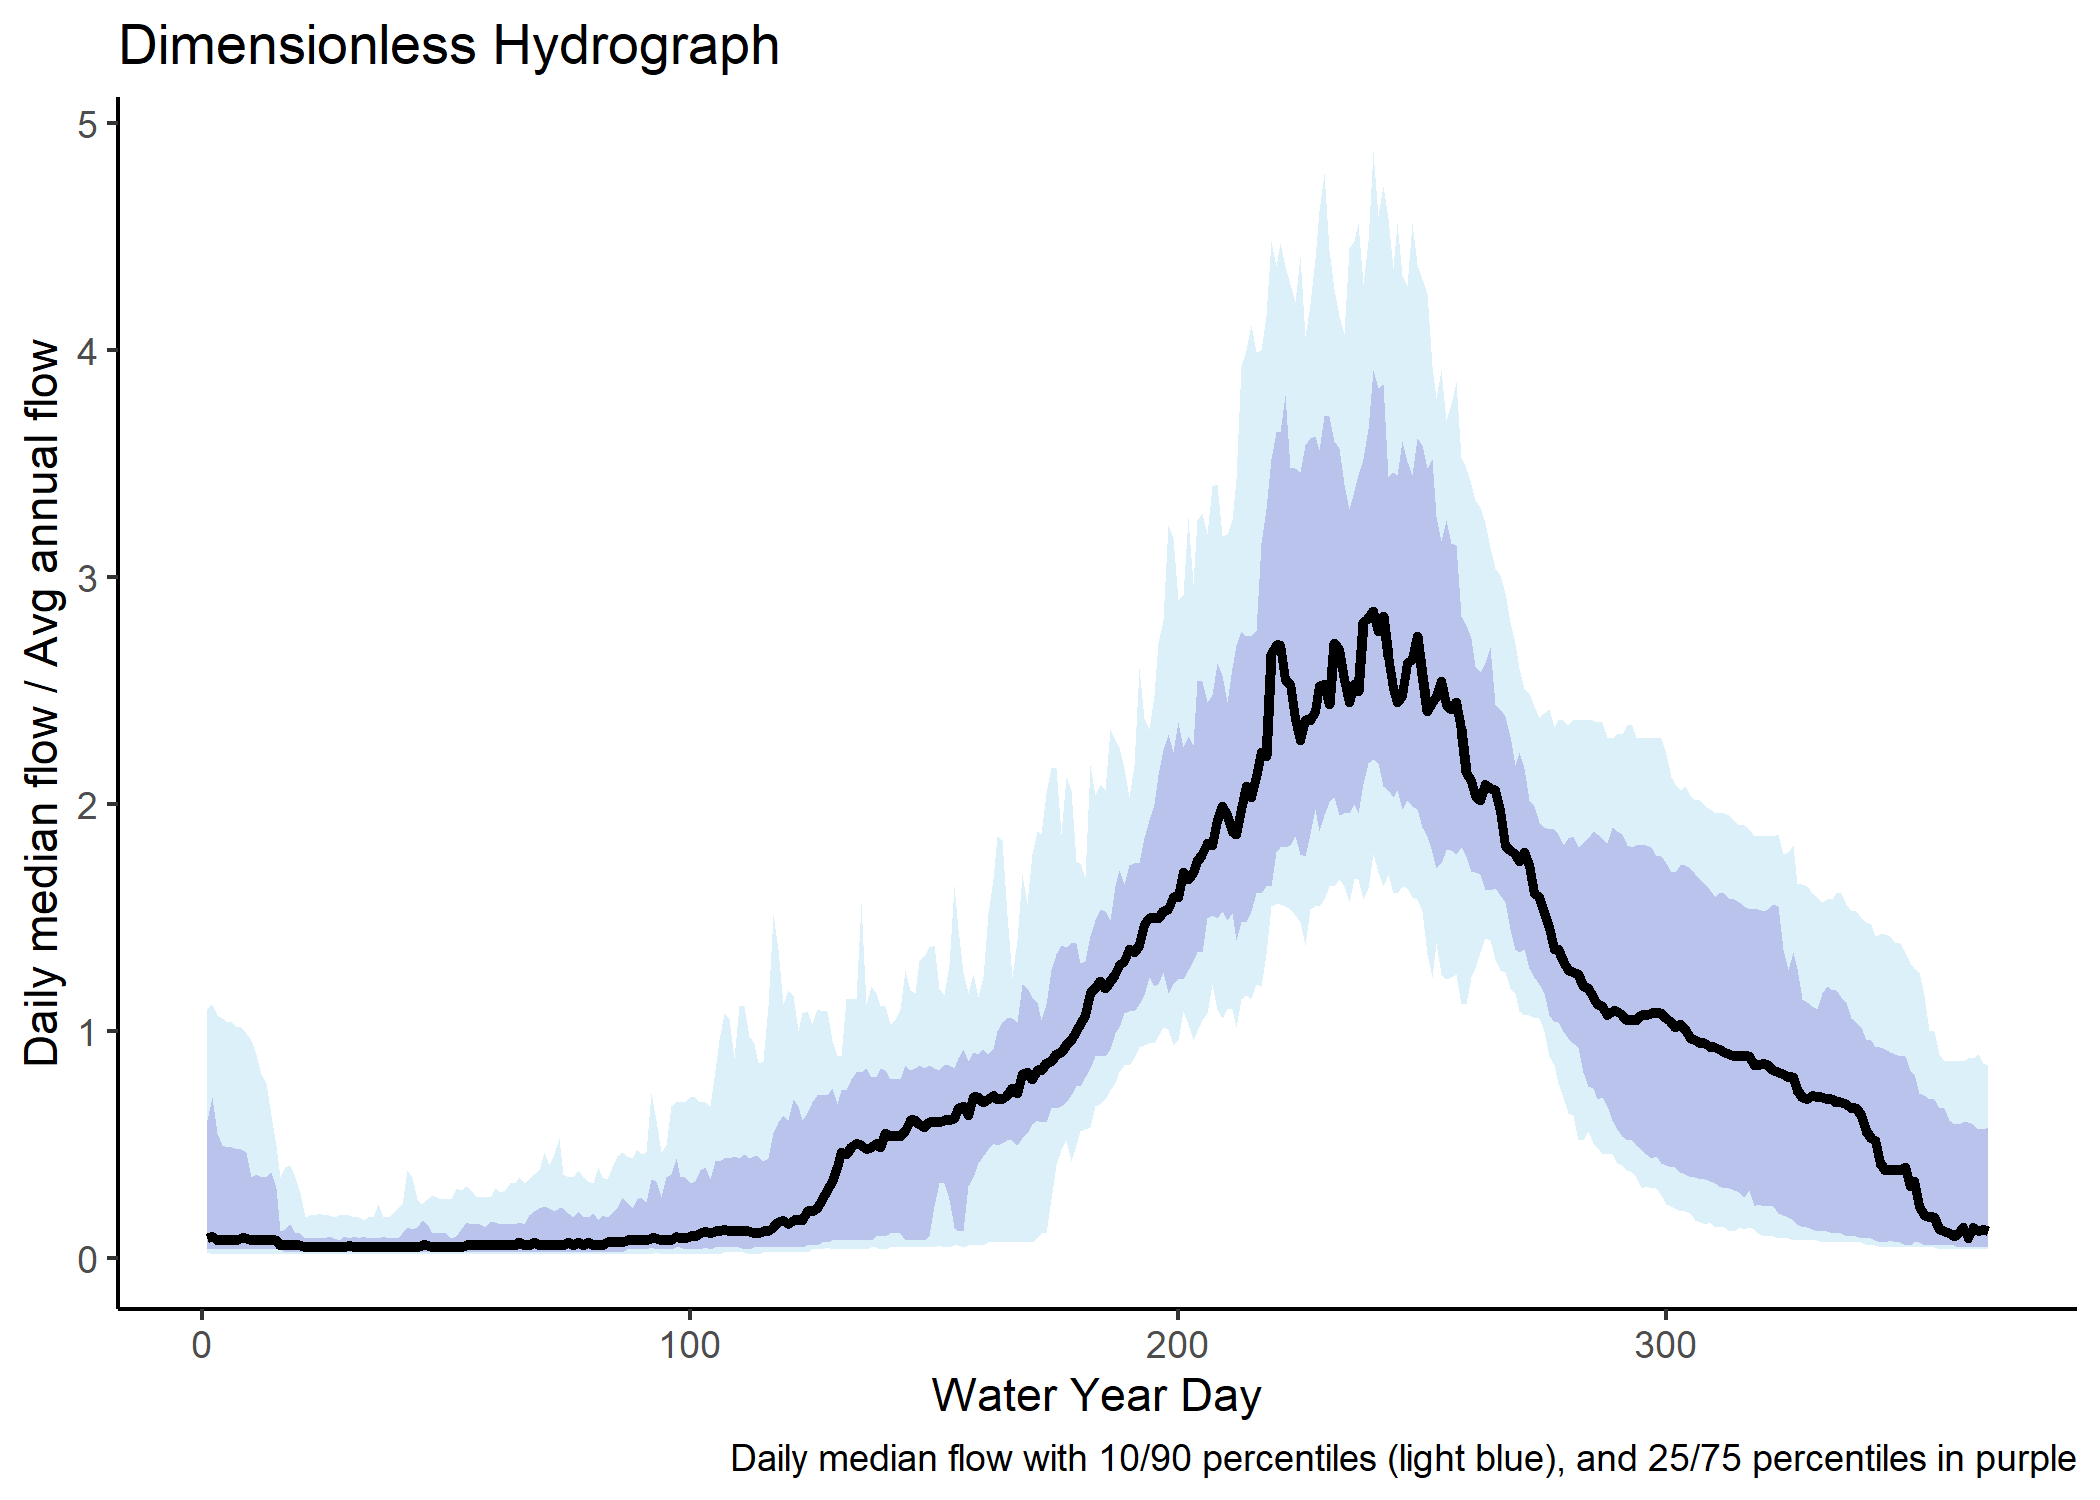 Dimensionless Hydrograph
5
4
3
2
1
0
Daily median flow / Avg annual flow
0 100 200 300
Water Year Day
Daily median flow with 10/90 percentiles (light blue), and 25/75 percentiles in purple